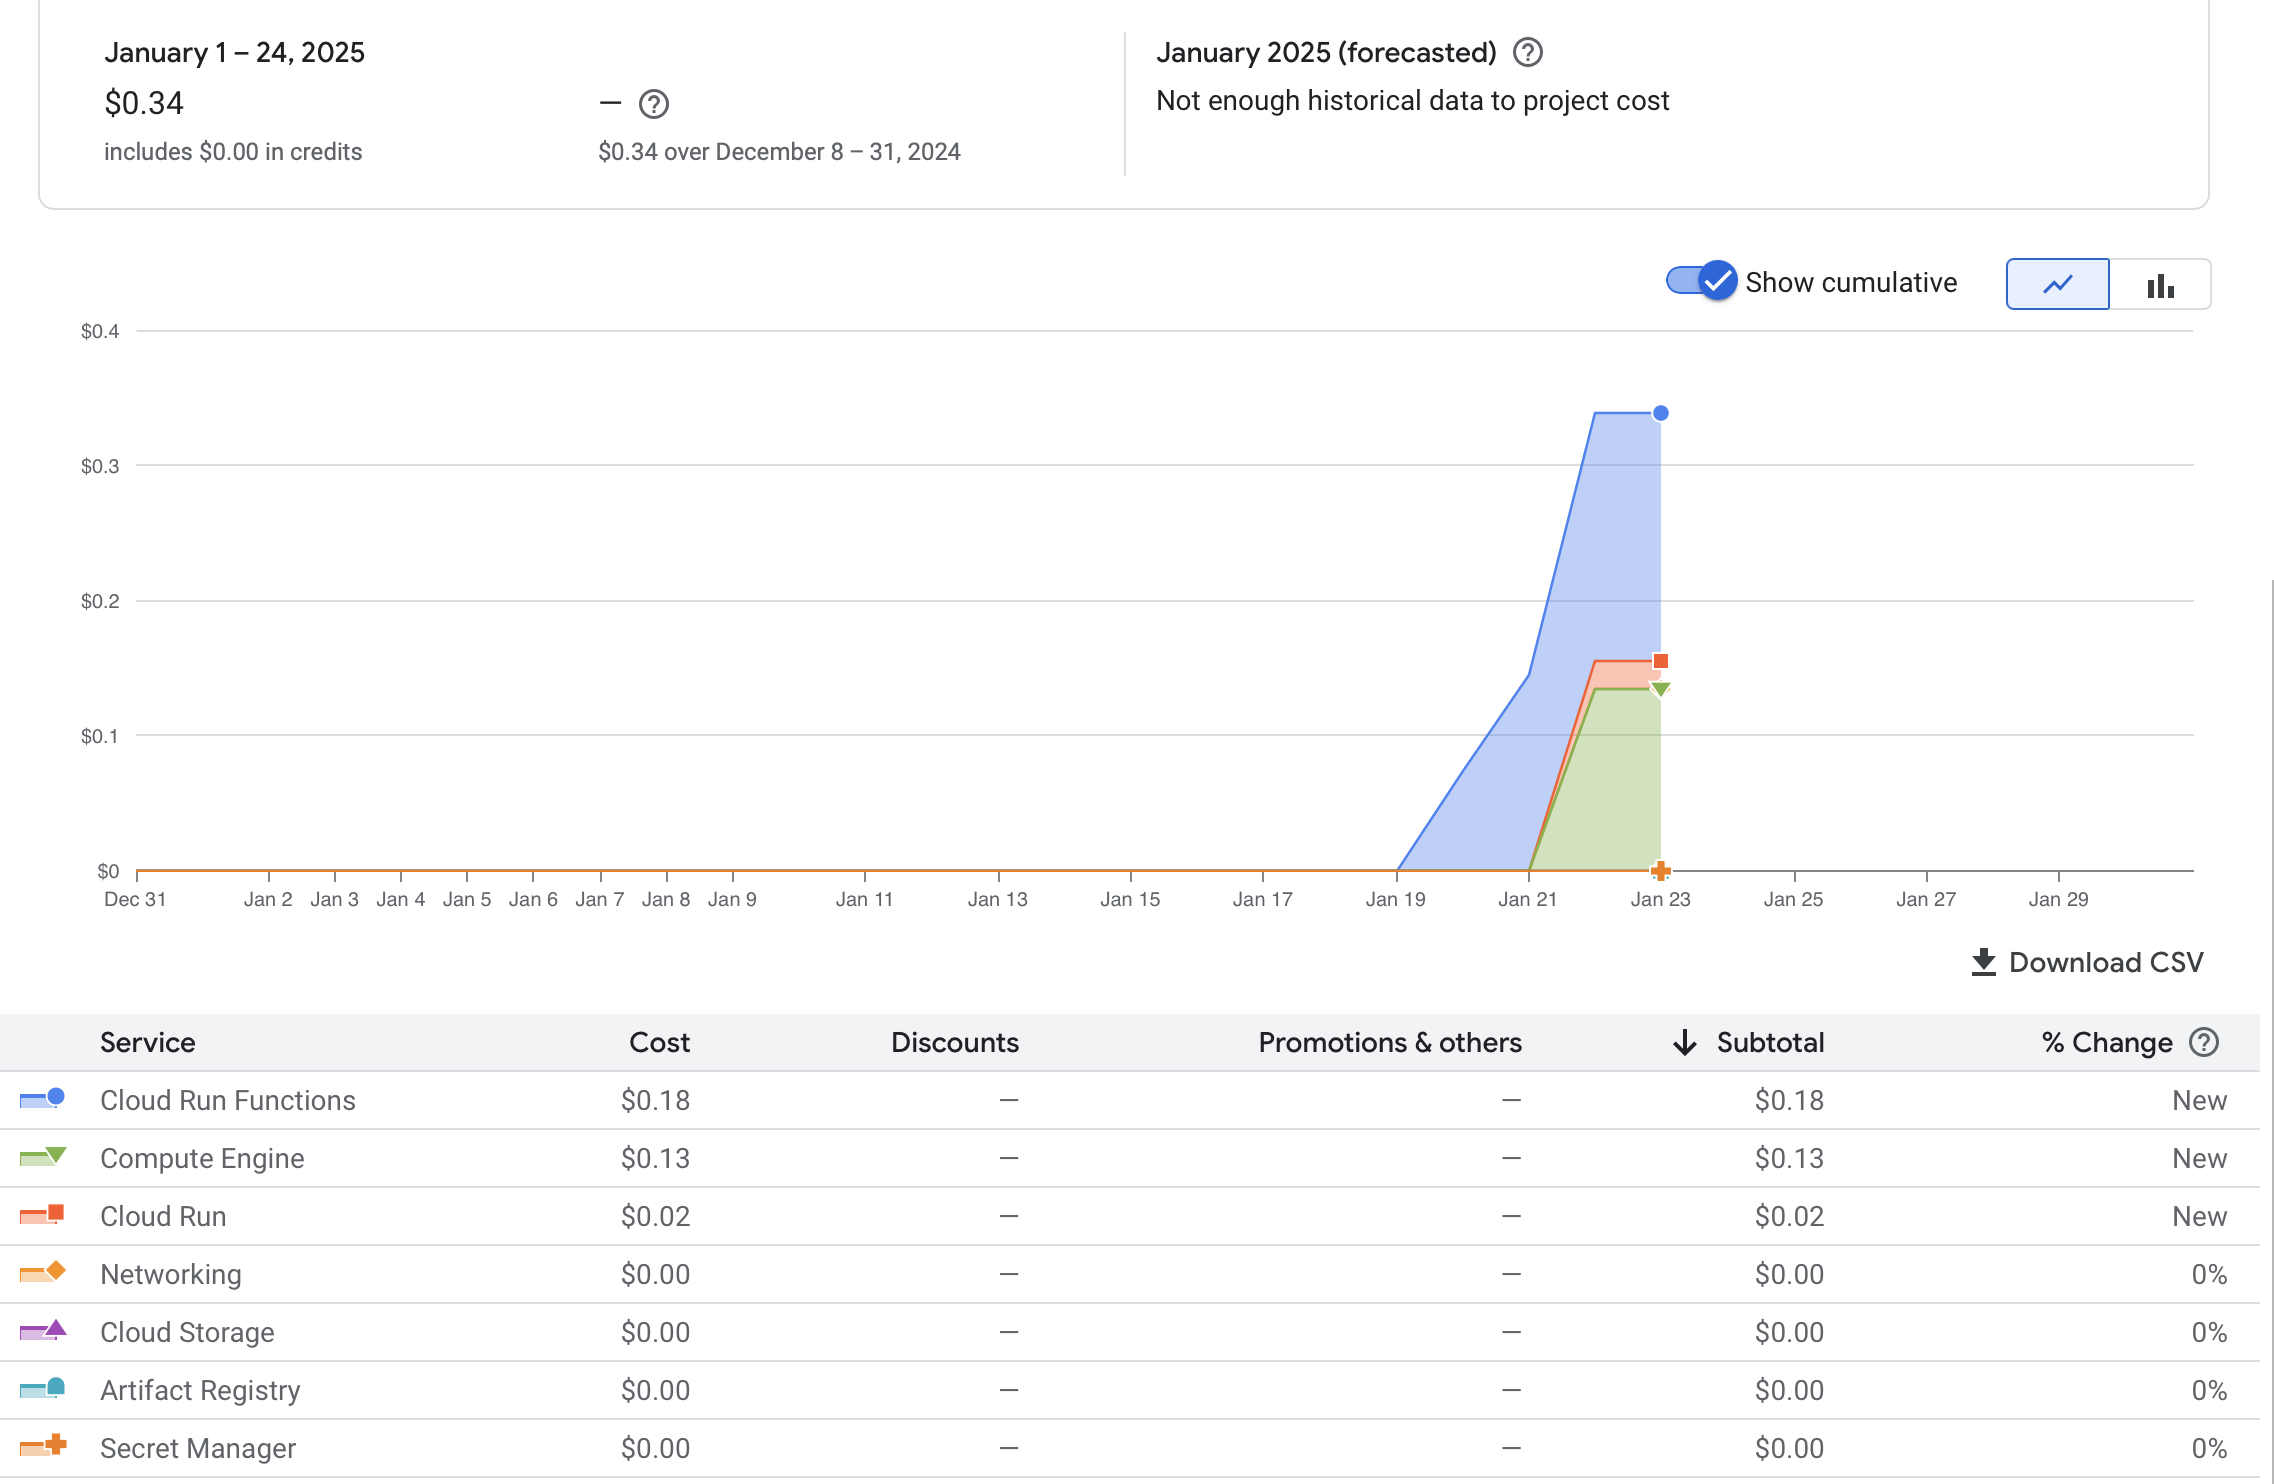 January 1 – 24, 2025
$0.34
includes $0.00 in credits
–
$0.34 over December 8 – 31, 2024
January 2025 (forecasted)
Not enough historical data to project cost
Show cumulative
$0.4
$0.3
$0.2
$0.1
$0
Dec 31 Jan 2 Jan 3 Jan 4 Jan 5 Jan 6 Jan 7 Jan 8 Jan 9 Jan 11 Jan 13 Jan 15 Jan 17 Jan 19 Jan 21 Jan 23 Jan 25 Jan 27 Jan 29
Download CSV
Service Cost Discounts Promotions & others Subtotal % Change
Cloud Run Functions $0.18 — — $0.18 New
Compute Engine $0.13 — — $0.13 New
Cloud Run $0.02 — — $0.02 New
Networking $0.00 — — $0.00 0%
Cloud Storage $0.00 — — $0.00 0%
Artifact Registry $0.00 — — $0.00 0%
Secret Manager $0.00 — — $0.00 0%